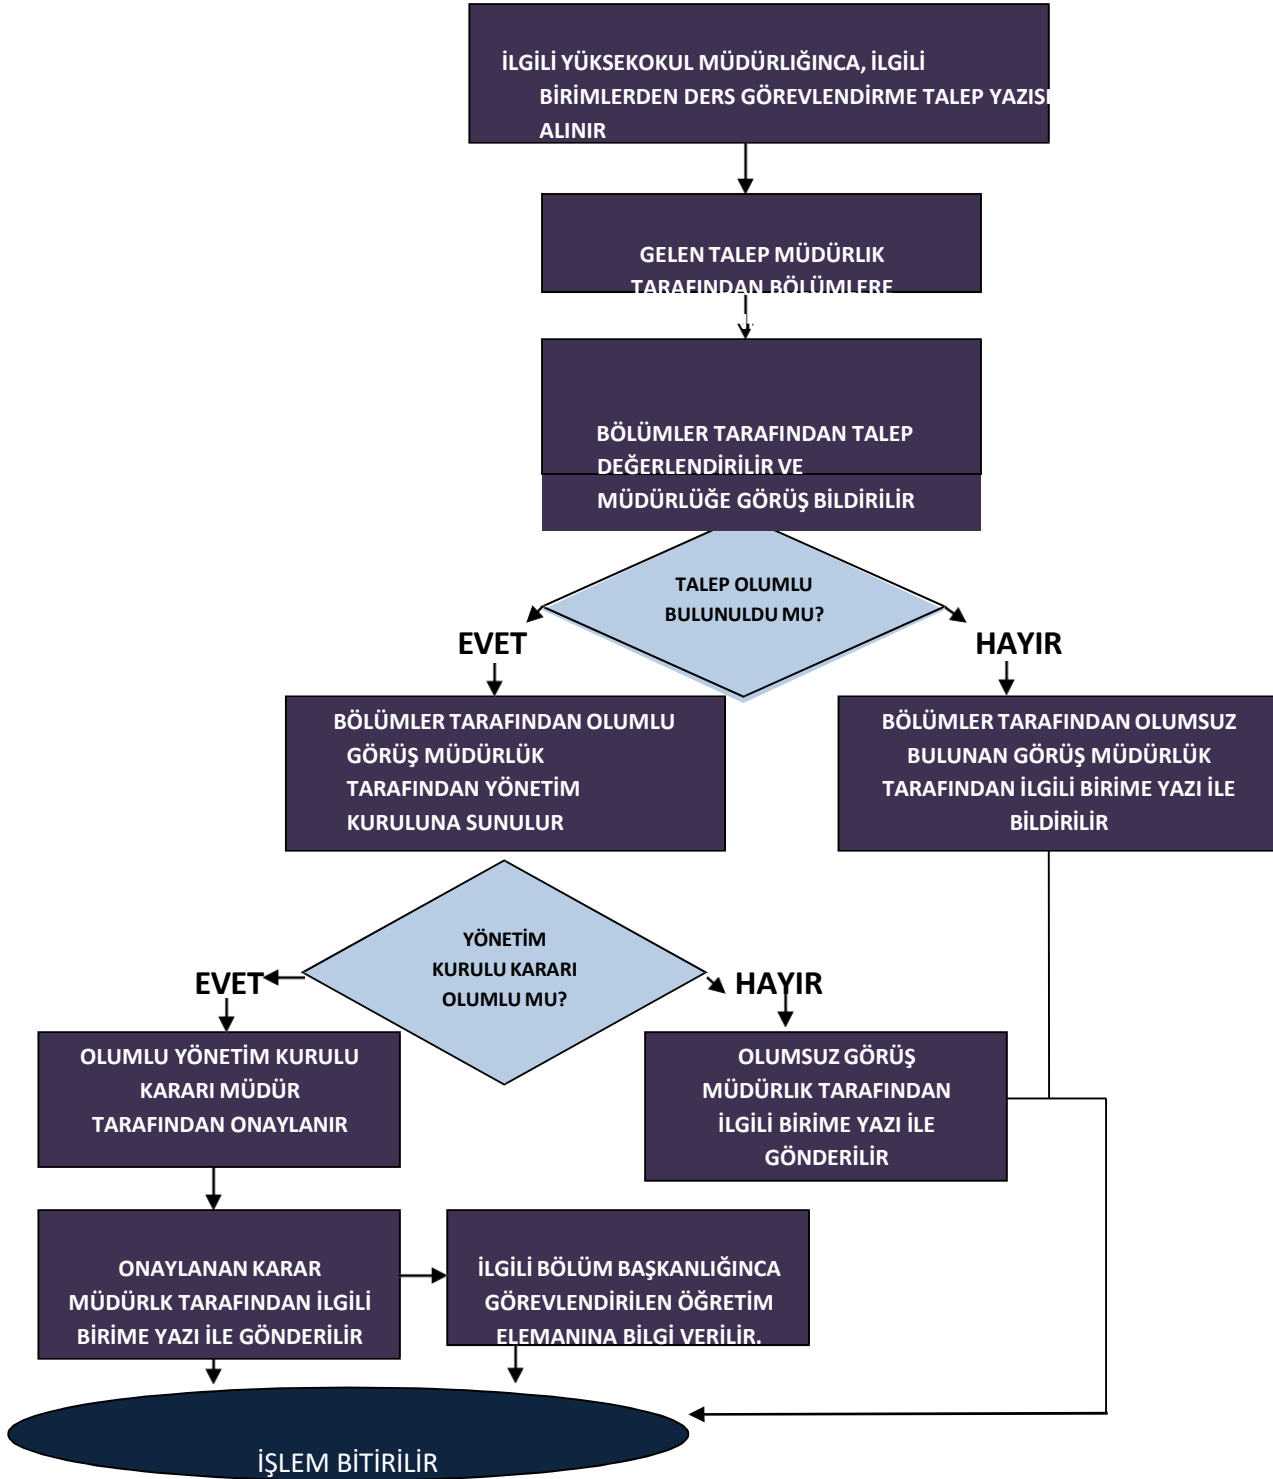 İLGİLİ YÜKSEKOKUL MÜDÜRLIĞINCA, İLGİLİ
BİRİMLERDEN DERS GÖREVLENDİRME TALEP YAZISI
ALINIR
GELEN TALEP MÜDÜRLIK
TARAFINDAN BÖLÜMLERE
BÖLÜMLER TARAFINDAN TALEP
DEĞERLENDİRİLİR VE
MÜDÜRLÜĞE GÖRÜŞ BİLDİRİLİR
TALEP OLUMLU
BULUNULDU MU?
EVET
HAYIR
BÖLÜMLER TARAFINDAN OLUMLU
GÖRÜŞ MÜDÜRLÜK
TARAFINDAN YÖNETİM
KURULUNA SUNULUR
BÖLÜMLER TARAFINDAN OLUMSUZ
BULUNAN GÖRÜŞ MÜDÜRLÜK
TARAFINDAN İLGİLİ BİRİME YAZI İLE
BİLDİRİLİR
YÖNETİM
KURULU KARARI
OLUMLU MU?
EVET
HAYIR
OLUMLU YÖNETİM KURULU
KARARI MÜDÜR
TARAFINDAN ONAYLANIR
OLUMSUZ GÖRÜŞ
MÜDÜRLIK TARAFINDAN
İLGİLİ BİRİME YAZI İLE
GÖNDERİLİR
ONAYLANAN KARAR
MÜDÜRLK TARAFINDAN İLGİLİ
BİRİME YAZI İLE GÖNDERİLİR
İLGİLİ BÖLÜM BAŞKANLIĞINCA
GÖREVLENDİRİLEN ÖĞRETİM
ELEMANINA BİLGİ VERİLİR.
İŞLEM BİTİRİLİR